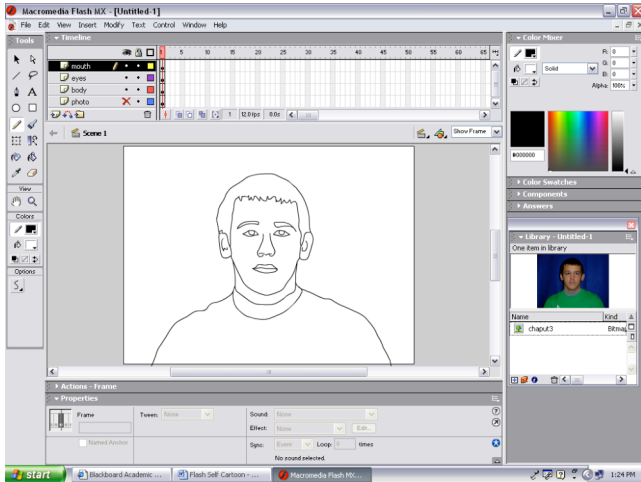 Macromedia Flash MX - [Untitled-1]
File Edit View Insert Modify Text Control Window Help
Tools
Timeline
5 10 15 20 25 30 35 40 45 50 55 60 65
mouth
eyes
body
photo
1 12.0 fps 0.0s
Scene 1
Show Frame
View
Colors
Options
Color Mixer
Solid
R: 0
G: 0
B: 0
Alpha: 100%
#000000
Color Swatches
Components
Answers
Library - Untitled-1
One item in library
Name Kind
chaput3 Bitmap
Actions - Frame
Properties
Frame
Tween: None
Sound: None
Effect: None Edit...
Named Anchor
Sync: Event Loop: 0 times
No sound selected.
start
Blackboard Academic ...
Flash Self Cartoon - ...
Macromedia Flash MX...
1:24 PM